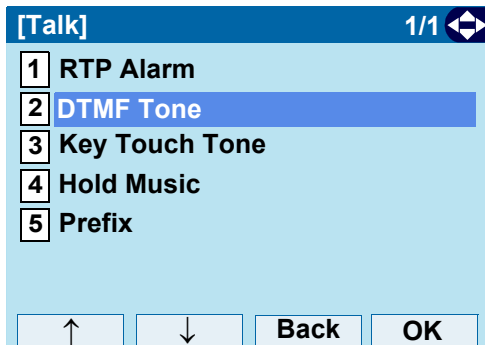 [Talk] 1/1
1 RTP Alarm
2 DTMF Tone
3 Key Touch Tone
4 Hold Music
5 Prefix
↑ ↓ Back OK